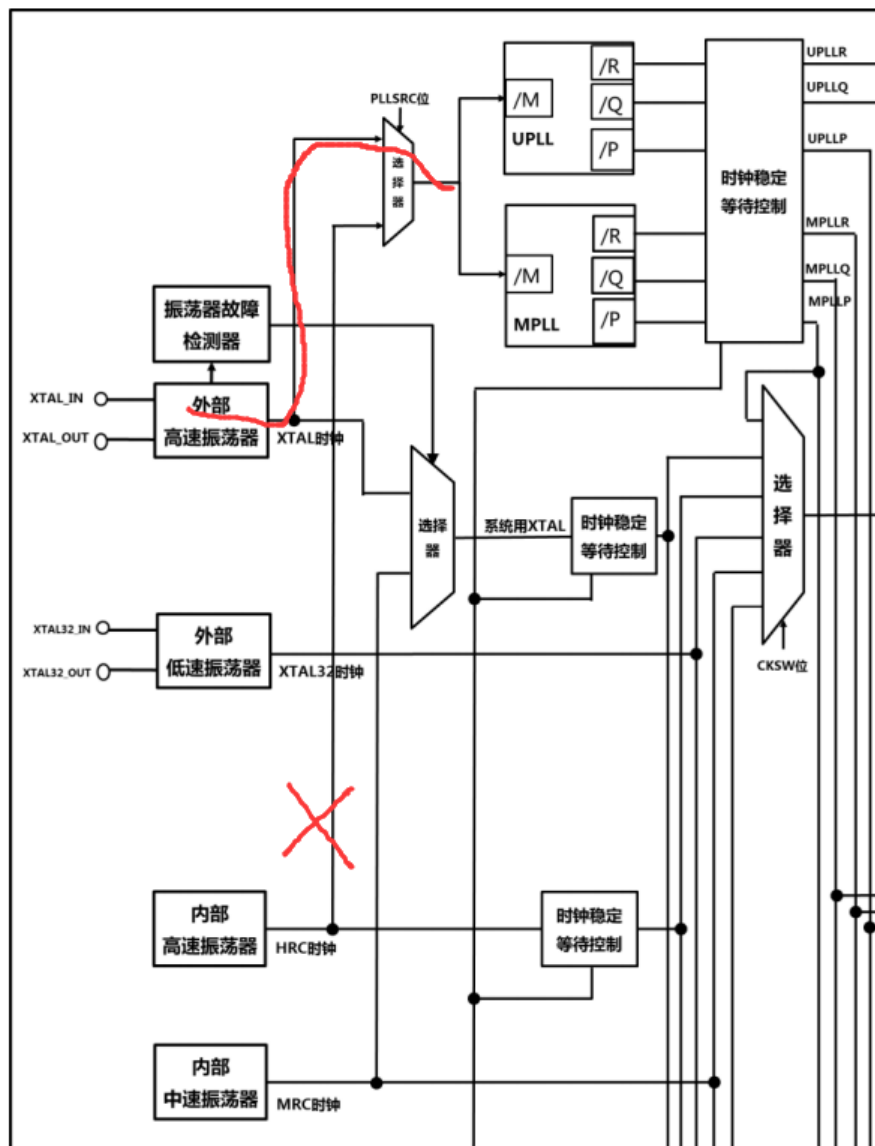 UPLLR
/R
UPLLQ
PLLSRC位
/M
/Q
UPLL
UPLLP
/P
选
择
器
时钟稳定
等待控制
/R
MPLLR
/M
/Q
MPLLQ
MPLL
/P
MPLLP
振荡器故障
检测器
XTAL_IN
外部
高速振荡器
XTAL_OUT
XTAL时钟
选择
器
系统用XTAL
时钟稳定
等待控制
选
择
器
XTAL32_IN
外部
低速振荡器
XTAL32_OUT
XTAL32时钟
CKSW位
内部
高速振荡器
HRC时钟
时钟稳定
等待控制
内部
中速振荡器
MRC时钟